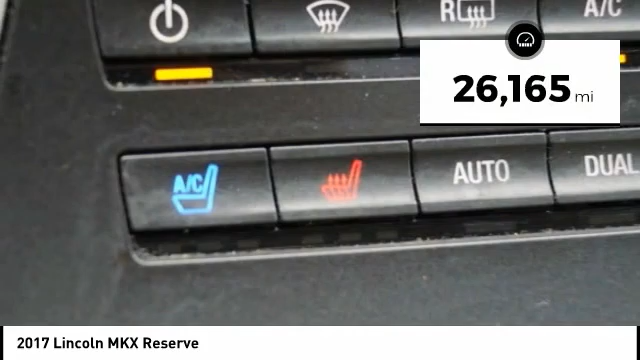 R
A/C
26,165 mi
A/C
AUTO
DUAL
2017 Lincoln MKX Reserve